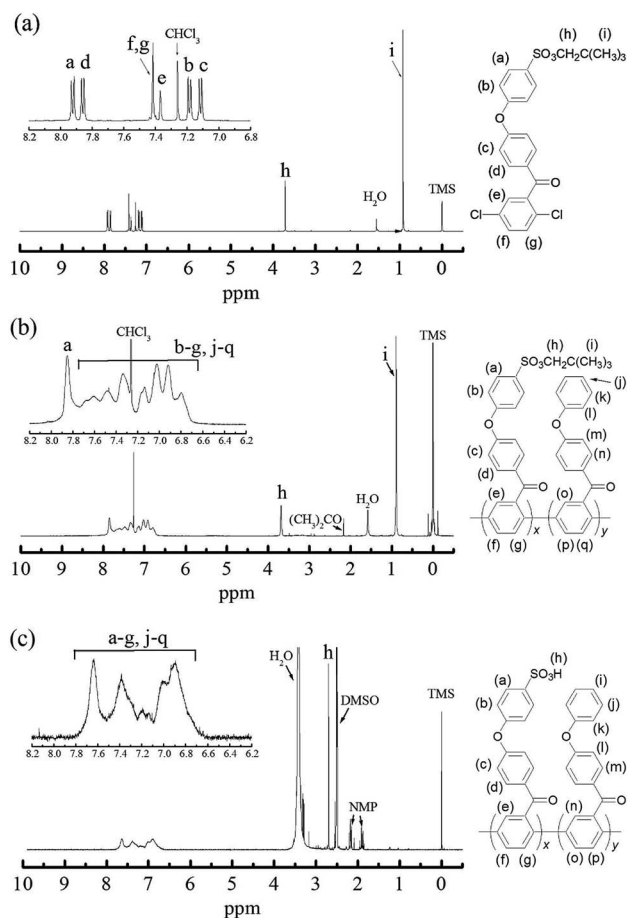 (a)
CHCl3
f,g
a d
e
b c
8.2 8.0 7.8 7.6 7.4 7.2 7.0 6.8
i
h
H2O
TMS
10 9 8 7 6 5 4 3 2 1 0
ppm
(h) (i)
SO3CH2C(CH3)3
(a)
(b)
O
(c)
(d)
O
(e)
Cl
Cl
(f) (g)
(b)
a
CHCl3
b-g, j-q
8.2 8.0 7.8 7.6 7.4 7.2 7.0 6.8 6.6 6.4 6.2
i
h
(CH3)2CO
H2O
TMS
10 9 8 7 6 5 4 3 2 1 0
ppm
(h) (i)
SO3CH2C(CH3)3
(a)
(j)
(b)
(k)
(l)
O O
(c) (m)
(d) (n)
O O
(e) (o)
x y
(f) (g) (p) (q)
(c)
a-g, j-q
8.2 8.0 7.8 7.6 7.4 7.2 7.0 6.8 6.6 6.4 6.2
H2O
h
DMSO
NMP
TMS
10 9 8 7 6 5 4 3 2 1 0
ppm
(h)
SO3H
(a) (i)
(b) (j)
(k)
O O
(l)
(c) (m)
(d)
O O
(e) (n)
x y
(f) (g) (o) (p)